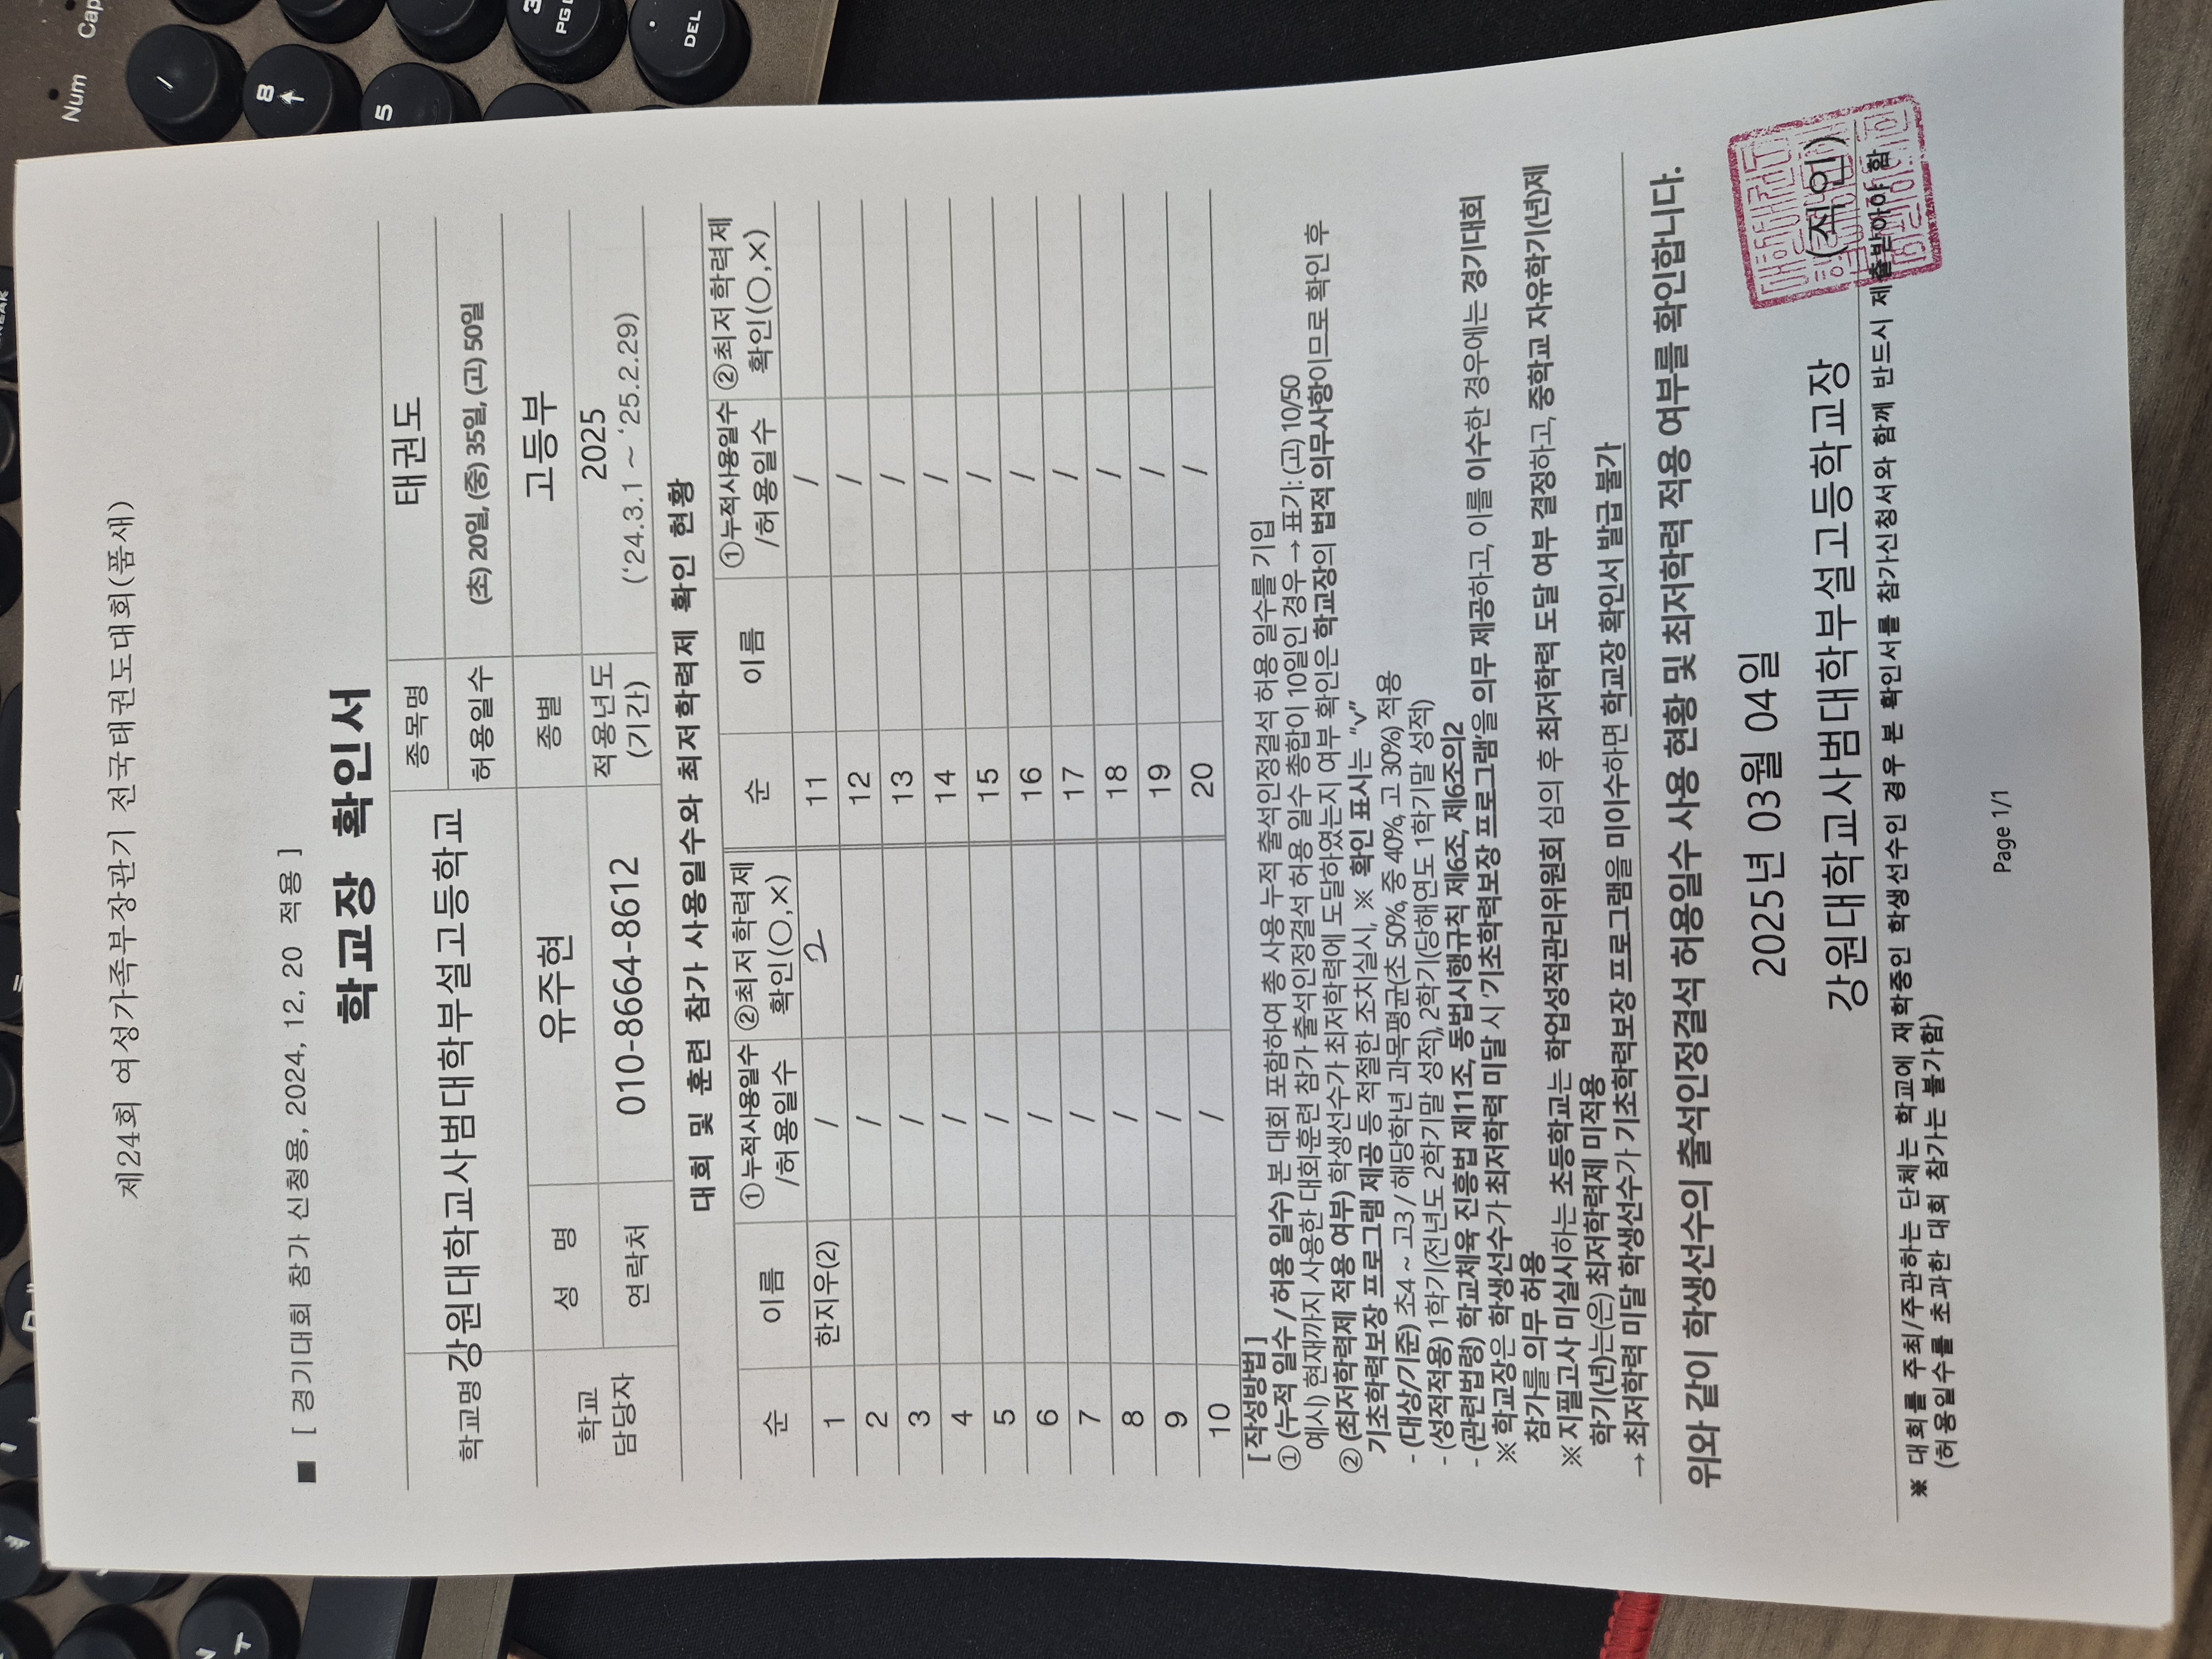 제24회 여성가족부장관기 전국태권도대회(품새)
■ [ 경기대회 참가 신청용, 2024, 12, 20 적용 ]
학교장 확인서
학교명 강원대학교사범대학부설고등학교 종목명 태권도
허용일수 (초) 20일, (중) 35일, (고) 50일
학교 담당자 성 명 유주현 종별 고등부
연락처 010-8664-8612 적용년도 (기간) 2025 ('24.3.1 ~ '25.2.29)
대회 및 훈련 참가 사용일수와 최저학력제 확인 현황
순 이름 ①누적사용일수 /허용일수 ②최저학력제 확인(○,×) 순 이름 ①누적사용일수 /허용일수 ②최저학력제 확인(○,×)
1 한지우(2) / 2 11 /
2 / 12 /
3 / 13 /
4 / 14 /
5 / 15 /
6 / 16 /
7 / 17 /
8 / 18 /
9 / 19 /
10 / 20 /
[ 작성방법 ]
① (누적 일수 / 허용 일수) 본 대회 포함하여 총 사용 누적 출석인정결석 허용 일수를 기입
예시) 현재까지 사용한 대회훈련 참가 출석인정결석 허용 일수 총합이 10일인 경우 → 표기: (고) 10/50
② (최저학력제 적용 여부) 학생선수가 최저학력에 도달하였는지 여부 확인은 학교장의 법적 의무사항이므로 확인 후
기초학력보장 프로그램 제공 등 적절한 조치실시, ※ 확인 표시는 "v"
- (대상/기준) 초4 ~ 고3 / 해당학년 과목평균(초 50%, 중 40%, 고 30%) 적용
- (성적적용) 1학기(전년도 2학기말 성적), 2학기(당해연도 1학기말 성적)
- (관련법령) 학교체육 진흥법 제11조, 동법시행규칙 제6조, 제6조의2
※ 학교장은 학생선수가 최저학력 미달 시 '기초학력보장 프로그램'을 의무 제공하고, 이를 이수한 경우에는 경기대회
참가를 의무 허용
※ 지필고사 미실시하는 초등학교는 학업성적관리위원회 심의 후 최저학력 도달 여부 결정하고, 중학교 자유학기(년)제
학기(년)는(은) 최저학력제 미적용
→ 최저학력 미달 학생선수가 기초학력보장 프로그램을 미이수하면 학교장 확인서 발급 불가
위와 같이 학생선수의 출석인정결석 허용일수 사용 현황 및 최저학력 적용 여부를 확인합니다.
2025년 03월 04일
강원대학교사범대학부설고등학교장 (직인)
※ 대회를 주최/주관하는 단체는 학교에 재학중인 학생선수인 경우 본 확인서를 참가신청서와 함께 반드시 제출받아야 함
(허용일수를 초과한 대회 참가는 불가함)
Page 1/1
Num
Cap
/
8
5
3
PG
DEL